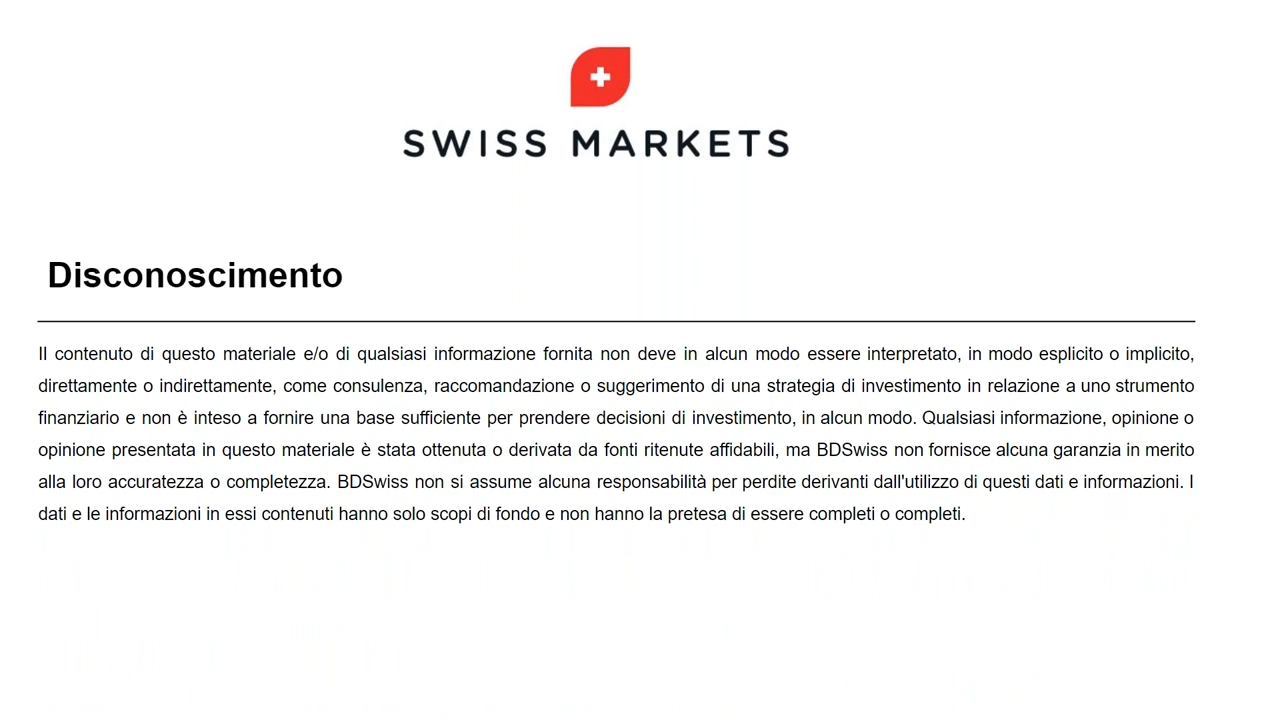 SWISS MARKETS
Disconoscimento
Il contenuto di questo materiale e/o di qualsiasi informazione fornita non deve in alcun modo essere interpretato, in modo esplicito o implicito,
direttamente o indirettamente, come consulenza, raccomandazione o suggerimento di una strategia di investimento in relazione a uno strumento
finanziario e non è inteso a fornire una base sufficiente per prendere decisioni di investimento, in alcun modo. Qualsiasi informazione, opinione o
opinione presentata in questo materiale è stata ottenuta o derivata da fonti ritenute affidabili, ma BDSwiss non fornisce alcuna garanzia in merito
alla loro accuratezza o completezza. BDSwiss non si assume alcuna responsabilità per perdite derivanti dall'utilizzo di questi dati e informazioni. I
dati e le informazioni in essi contenuti hanno solo scopi di fondo e non hanno la pretesa di essere completi o completi.